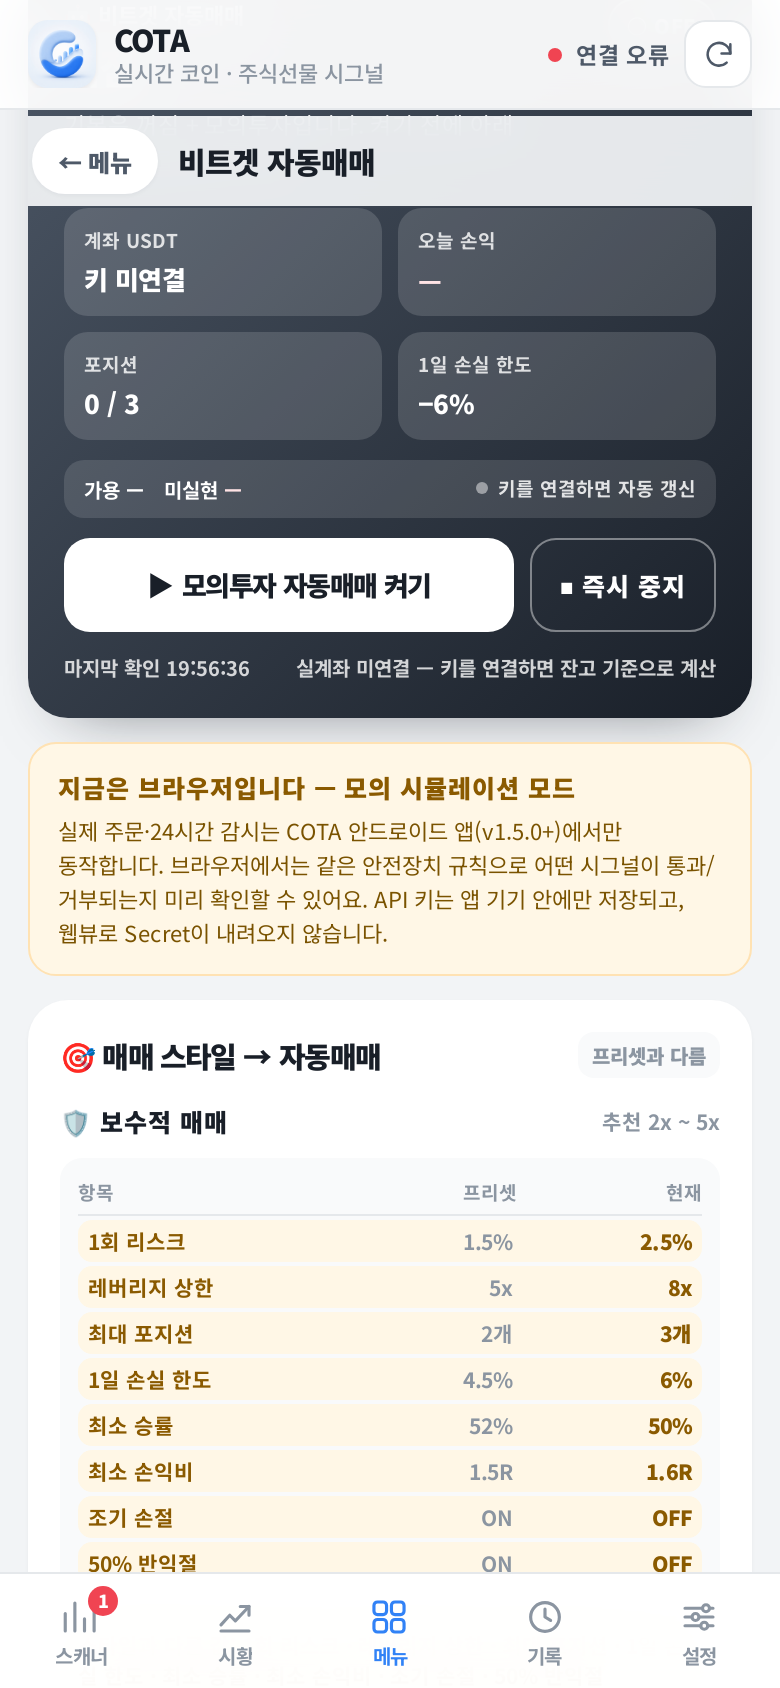 COTA
실시간 코인 · 주식선물 시그널
연결 오류
← 메뉴
비트겟 자동매매
계좌 USDT
키 미연결
오늘 손익
—
포지션
0 / 3
1일 손실 한도
−6%
가용 — 미실현 —
키를 연결하면 자동 갱신
▶ 모의투자 자동매매 켜기
■ 즉시 중지
마지막 확인 19:56:36
실계좌 미연결 — 키를 연결하면 잔고 기준으로 계산
지금은 브라우저입니다 — 모의 시뮬레이션 모드
실제 주문·24시간 감시는 COTA 안드로이드 앱(v1.5.0+)에서만
동작합니다. 브라우저에서는 같은 안전장치 규칙으로 어떤 시그널이 통과/
거부되는지 미리 확인할 수 있어요. API 키는 앱 기기 안에만 저장되고,
웹뷰로 Secret이 내려오지 않습니다.
🎯 매매 스타일 → 자동매매
프리셋과 다름
🛡️ 보수적 매매
추천 2x ~ 5x
항목 프리셋 현재
1회 리스크 1.5% 2.5%
레버리지 상한 5x 8x
최대 포지션 2개 3개
1일 손실 한도 4.5% 6%
최소 승률 52% 50%
최소 손익비 1.5R 1.6R
조기 손절 ON OFF
50% 반익절 ON OFF
1
스캐너
시황
메뉴
기록
설정